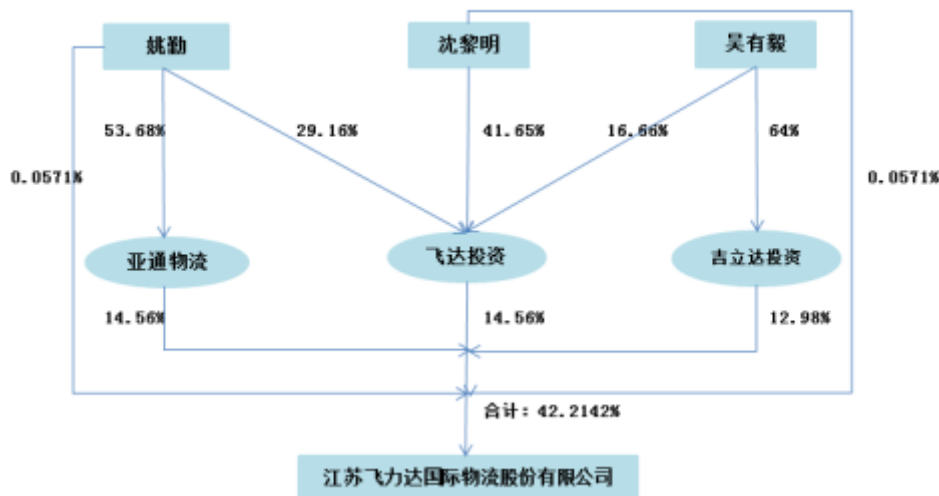 姚勤
沈黎明
吴有毅
53.68%
29.16%
41.65%
16.66%
64%
0.0571%
0.0571%
亚通物流
飞达投资
吉立达投资
14.56%
14.56%
12.98%
合计：42.2142%
江苏飞力达国际物流股份有限公司